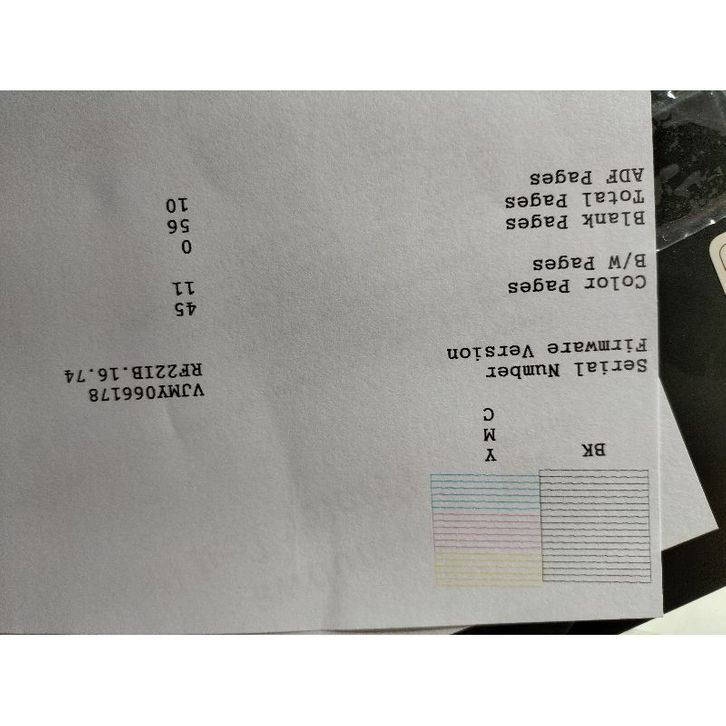 BK Y
M
C
Serial Number VJMY066178
Firmware Version RF22IB.16.74
Color Pages 45
B/W Pages 11
Blank Pages 0
Total Pages 56
ADF Pages 10